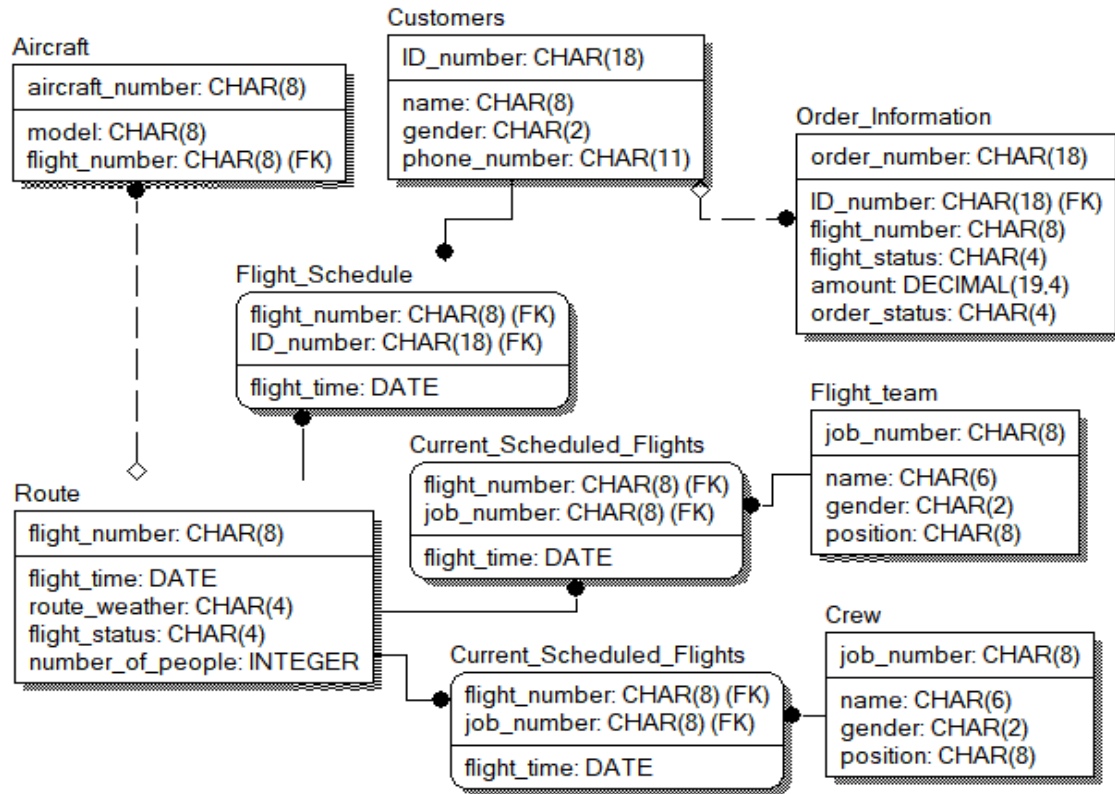 Aircraft
aircraft_number: CHAR(8)
model: CHAR(8)
flight_number: CHAR(8) (FK)
Customers
ID_number: CHAR(18)
name: CHAR(8)
gender: CHAR(2)
phone_number: CHAR(11)
Order_Information
order_number: CHAR(18)
ID_number: CHAR(18) (FK)
flight_number: CHAR(8)
flight_status: CHAR(4)
amount: DECIMAL(19,4)
order_status: CHAR(4)
Flight_Schedule
flight_number: CHAR(8) (FK)
ID_number: CHAR(18) (FK)
flight_time: DATE
Flight_team
job_number: CHAR(8)
name: CHAR(6)
gender: CHAR(2)
position: CHAR(8)
Current_Scheduled_Flights
flight_number: CHAR(8) (FK)
job_number: CHAR(8) (FK)
flight_time: DATE
Route
flight_number: CHAR(8)
flight_time: DATE
route_weather: CHAR(4)
flight_status: CHAR(4)
number_of_people: INTEGER
Current_Scheduled_Flights
flight_number: CHAR(8) (FK)
job_number: CHAR(8) (FK)
flight_time: DATE
Crew
job_number: CHAR(8)
name: CHAR(6)
gender: CHAR(2)
position: CHAR(8)